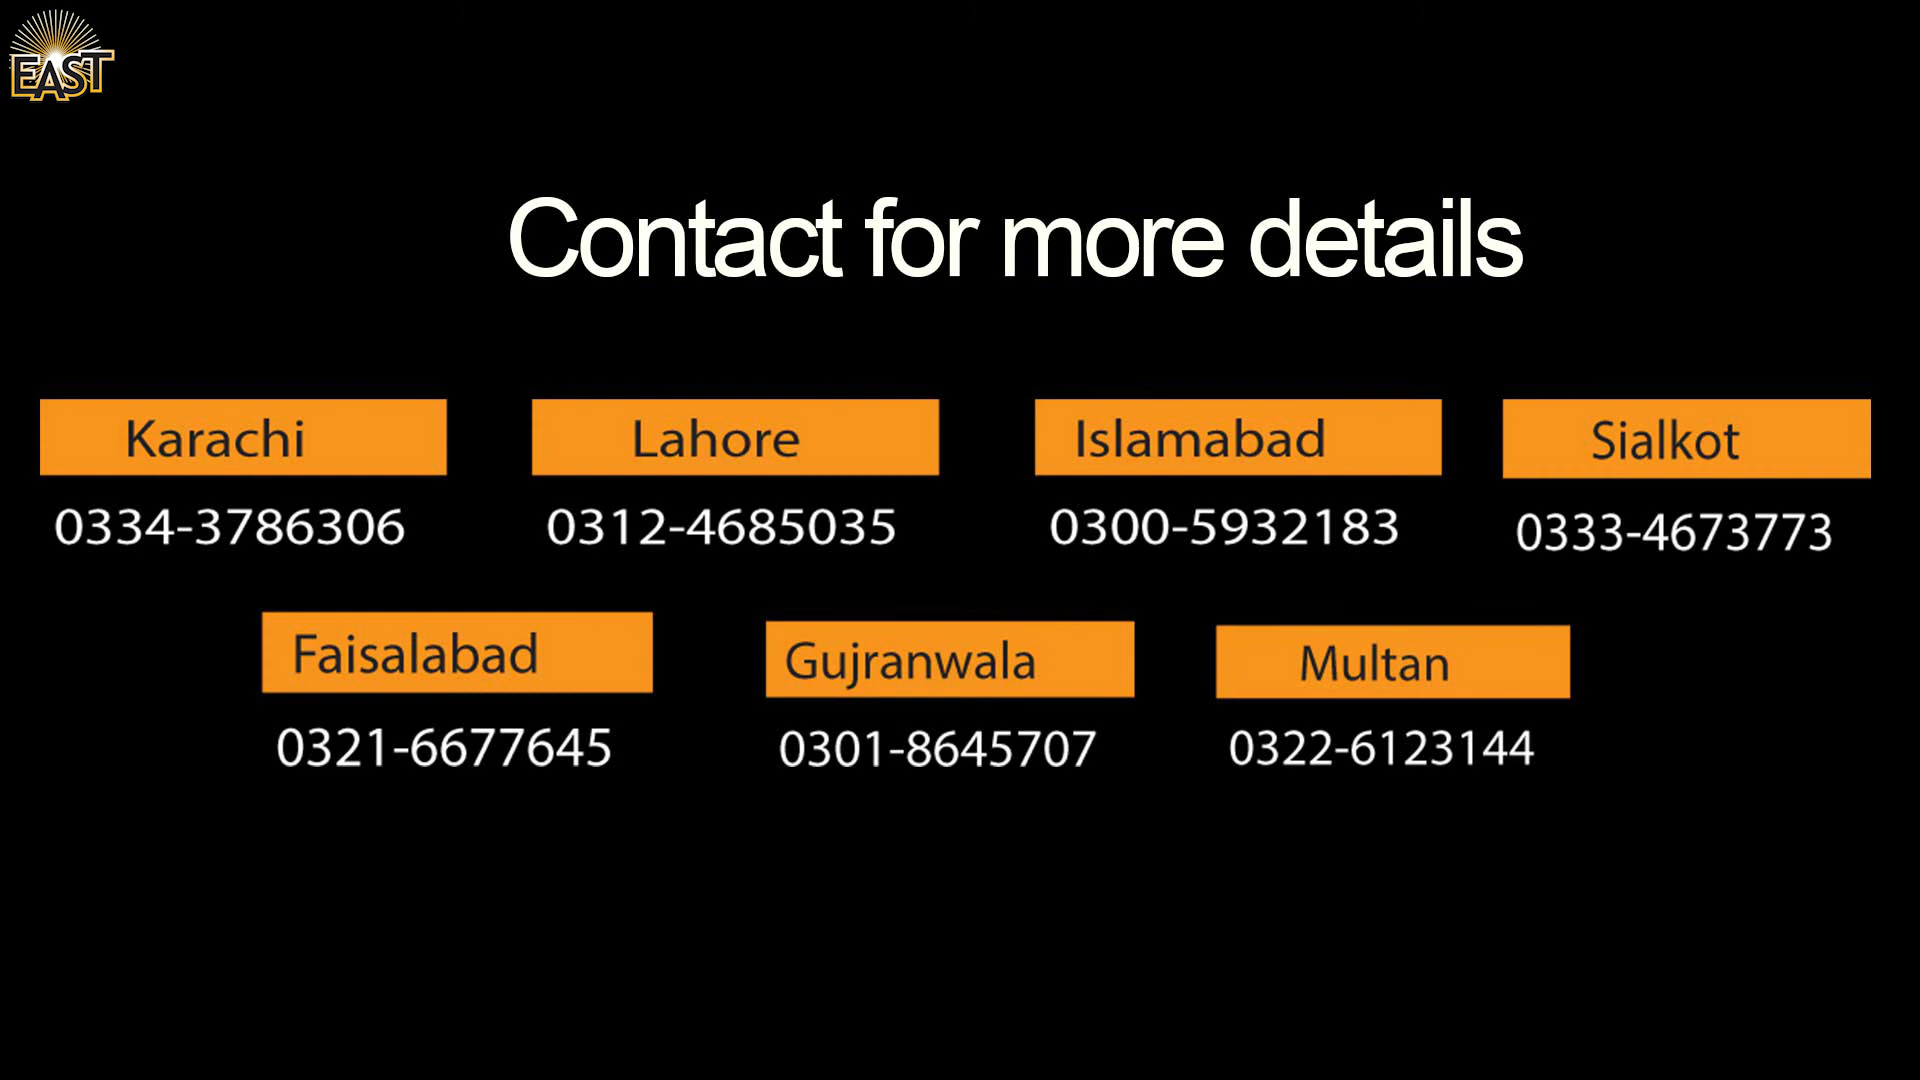 EAST
Contact for more details
Karachi Lahore Islamabad Sialkot
0334-3786306 0312-4685035 0300-5932183 0333-4673773
Faisalabad Gujranwala Multan
0321-6677645 0301-8645707 0322-6123144